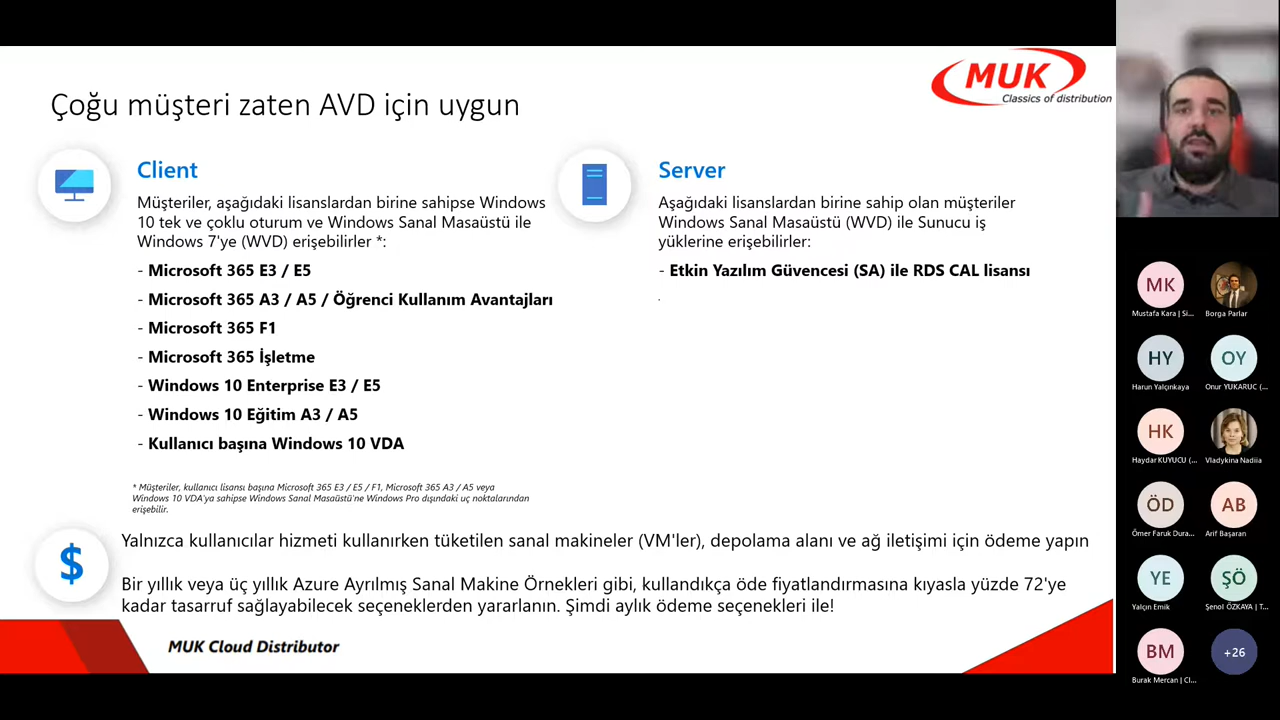 MUK
Classics of distribution
Çoğu müşteri zaten AVD için uygun
Client
Müşteriler, aşağıdaki lisanslardan birine sahipse Windows
10 tek ve çoklu oturum ve Windows Sanal Masaüstü ile
Windows 7'ye (WVD) erişebilirler *:
- Microsoft 365 E3 / E5
- Microsoft 365 A3 / A5 / Öğrenci Kullanım Avantajları
- Microsoft 365 F1
- Microsoft 365 İşletme
- Windows 10 Enterprise E3 / E5
- Windows 10 Eğitim A3 / A5
- Kullanıcı başına Windows 10 VDA
* Müşteriler, kullanıcı lisansı başına Microsoft 365 E3 / E5 / F1, Microsoft 365 A3 / A5 veya
Windows 10 VDA'ya sahipse Windows Sanal Masaüstü'ne Windows Pro dışındaki uç noktalarından
erişebilir.
Server
Aşağıdaki lisanslardan birine sahip olan müşteriler
Windows Sanal Masaüstü (WVD) ile Sunucu iş
yüklerine erişebilirler:
- Etkin Yazılım Güvencesi (SA) ile RDS CAL lisansı
$
Yalnızca kullanıcılar hizmeti kullanırken tüketilen sanal makineler (VM'ler), depolama alanı ve ağ iletişimi için ödeme yapın
Bir yıllık veya üç yıllık Azure Ayrılmış Sanal Makine Örnekleri gibi, kullandıkça öde fiyatlandırmasına kıyasla yüzde 72'ye
kadar tasarruf sağlayabilecek seçeneklerden yararlanın. Şimdi aylık ödeme seçenekleri ile!
MUK Cloud Distributor
MK
Mustafa Kara | Si...
Borga Parlar
HY
Harun Yalçınkaya
OY
Onur YUKARUC (...
HK
Haydar KUYUCU (...
Vladykina Nadiia
ÖD
Ömer Faruk Dura...
AB
Arif Başaran
YE
Yalçın Emik
ŞÖ
Şenol ÖZKAYA | T...
BM
Burak Mercan | Cl...
+26